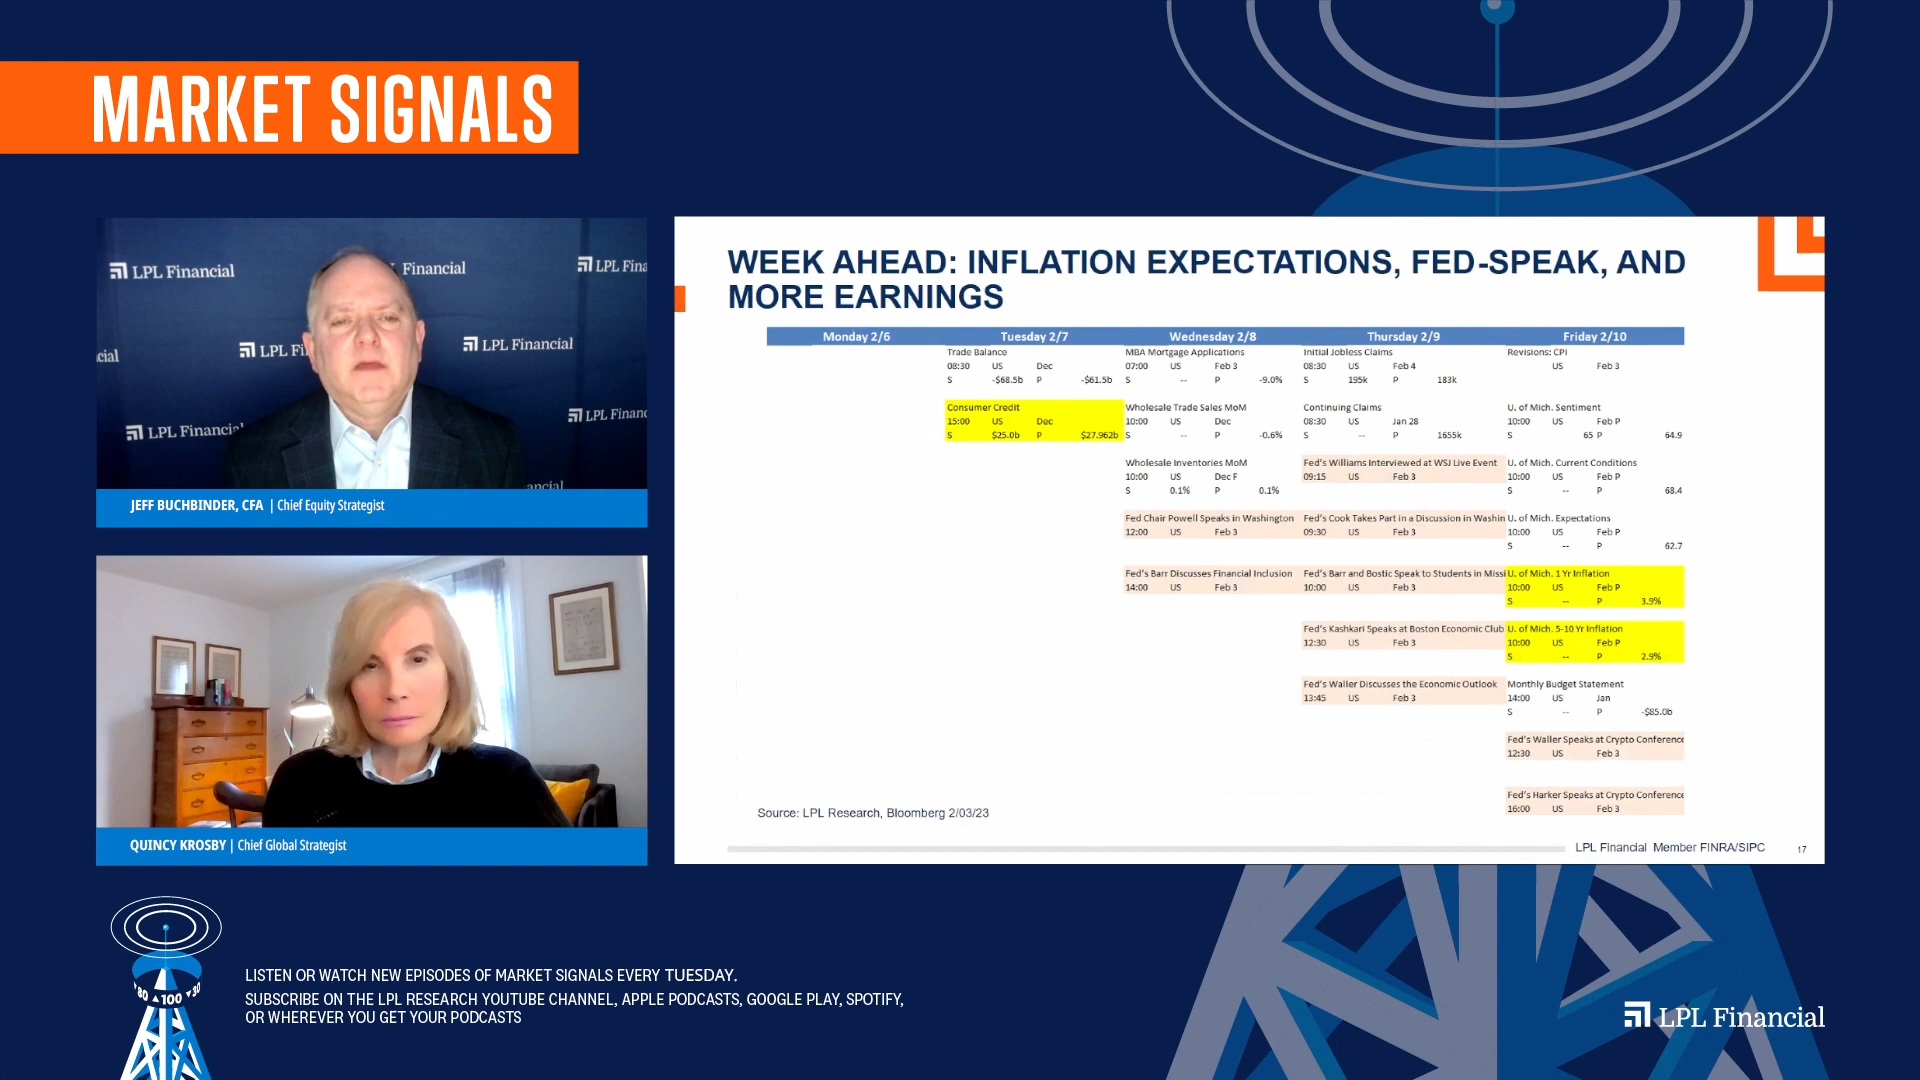 MARKET SIGNALS
LPL Financial
Financial
LPL Fina
cial
LPL Fi
LPL Financial
LPL Financial
LPL Financ
ancial
JEFF BUCHBINDER, CFA | Chief Equity Strategist
QUINCY KROSBY | Chief Global Strategist
WEEK AHEAD: INFLATION EXPECTATIONS, FED-SPEAK, AND
MORE EARNINGS
Monday 2/6 Tuesday 2/7 Wednesday 2/8 Thursday 2/9 Friday 2/10
Trade Balance MBA Mortgage Applications Initial Jobless Claims Revisions: CPI
08:30 US Dec 07:00 US Feb 3 08:30 US Feb 4 US Feb 3
S -$68.5b P -$61.5b S -- P -9.0% S 195k P 183k
Consumer Credit Wholesale Trade Sales MoM Continuing Claims U. of Mich. Sentiment
15:00 US Dec 10:00 US Dec 08:30 US Jan 28 10:00 US Feb P
S $25.0b P $27.962b S -- P -0.6% S -- P 1655k S 65 P 64.9
Wholesale Inventories MoM Fed's Williams Interviewed at WSJ Live Event U. of Mich. Current Conditions
10:00 US Dec F 09:15 US Feb 3 10:00 US Feb P
S 0.1% P 0.1% S -- P 68.4
Fed Chair Powell Speaks in Washington Fed's Cook Takes Part in a Discussion in Washin U. of Mich. Expectations
12:00 US Feb 3 09:30 US Feb 3 10:00 US Feb P
S -- P 62.7
Fed's Barr Discusses Financial Inclusion Fed's Barr and Bostic Speak to Students in Missi U. of Mich. 1 Yr Inflation
14:00 US Feb 3 10:00 US Feb 3 10:00 US Feb P
S -- P 3.9%
Fed's Kashkari Speaks at Boston Economic Club U. of Mich. 5-10 Yr Inflation
12:30 US Feb 3 10:00 US Feb P
S -- P 2.9%
Fed's Waller Discusses the Economic Outlook Monthly Budget Statement
13:45 US Feb 3 14:00 US Jan
S -- P -$85.0b
Fed's Waller Speaks at Crypto Conference
12:30 US Feb 3
Fed's Harker Speaks at Crypto Conference
16:00 US Feb 3
Source: LPL Research, Bloomberg 2/03/23
LPL Financial Member FINRA/SIPC 17
80 100 30
LISTEN OR WATCH NEW EPISODES OF MARKET SIGNALS EVERY TUESDAY.
SUBSCRIBE ON THE LPL RESEARCH YOUTUBE CHANNEL, APPLE PODCASTS, GOOGLE PLAY, SPOTIFY,
OR WHEREVER YOU GET YOUR PODCASTS
LPL Financial